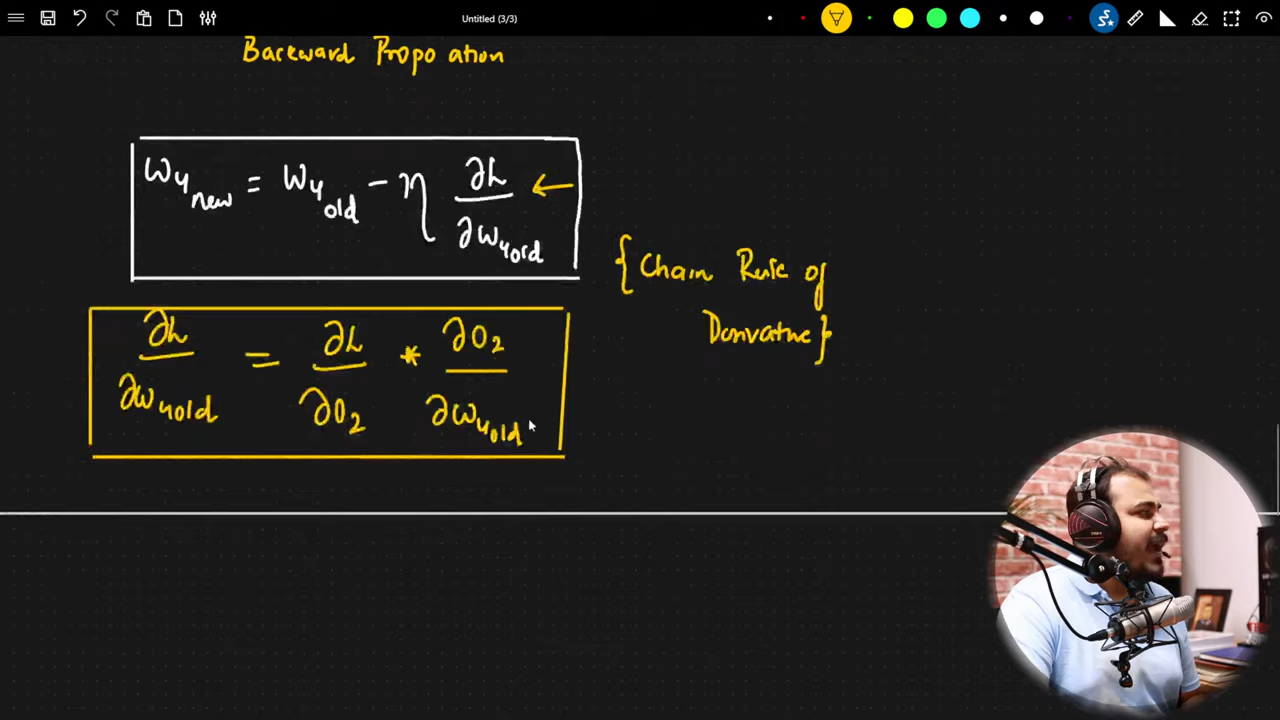 Untitled (3/3)
Backward Propo ation
W₄new = W₄old - η ∂L/∂W₄old ←
{Chain Rule of
Derivative}
∂L/∂W₄old = ∂L/∂O₂ * ∂O₂/∂W₄old